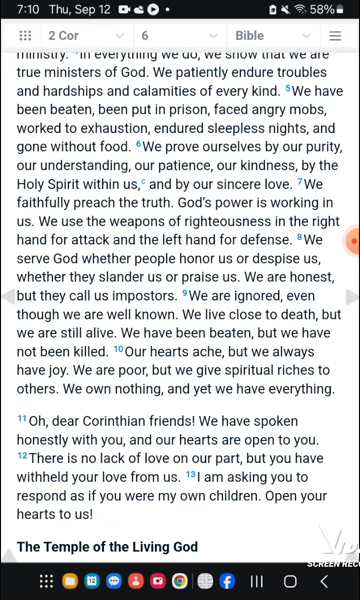 7:10 Thu, Sep 12 58%
2 Cor 6 Bible
ministry. 4In everything we do, we show that we are
true ministers of God. We patiently endure troubles
and hardships and calamities of every kind. 5We have
been beaten, been put in prison, faced angry mobs,
worked to exhaustion, endured sleepless nights, and
gone without food. 6We prove ourselves by our purity,
our understanding, our patience, our kindness, by the
Holy Spirit within us,c and by our sincere love. 7We
faithfully preach the truth. God’s power is working in
us. We use the weapons of righteousness in the right
hand for attack and the left hand for defense. 8We
serve God whether people honor us or despise us,
whether they slander us or praise us. We are honest,
but they call us impostors. 9We are ignored, even
though we are well known. We live close to death, but
we are still alive. We have been beaten, but we have
not been killed. 10Our hearts ache, but we always
have joy. We are poor, but we give spiritual riches to
others. We own nothing, and yet we have everything.
11Oh, dear Corinthian friends! We have spoken
honestly with you, and our hearts are open to you.
12There is no lack of love on our part, but you have
withheld your love from us. 13I am asking you to
respond as if you were my own children. Open your
hearts to us!
The Temple of the Living God
SCREEN REC
12